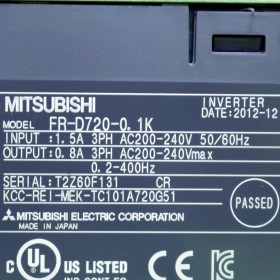 MITSUBISHI
INVERTER
DATE:2012-12
MODEL FR-D720-0.1K
INPUT :1.5A 3PH AC200-240V 50/60Hz
OUTPUT:0.8A 3PH AC200-240Vmax
0.2-400Hz
SERIAL:T2Z60F131 CR
KCC-REI-MEK-TC101A720G51
PASSED
MITSUBISHI ELECTRIC CORPORATION
MADE IN JAPAN
C UL US